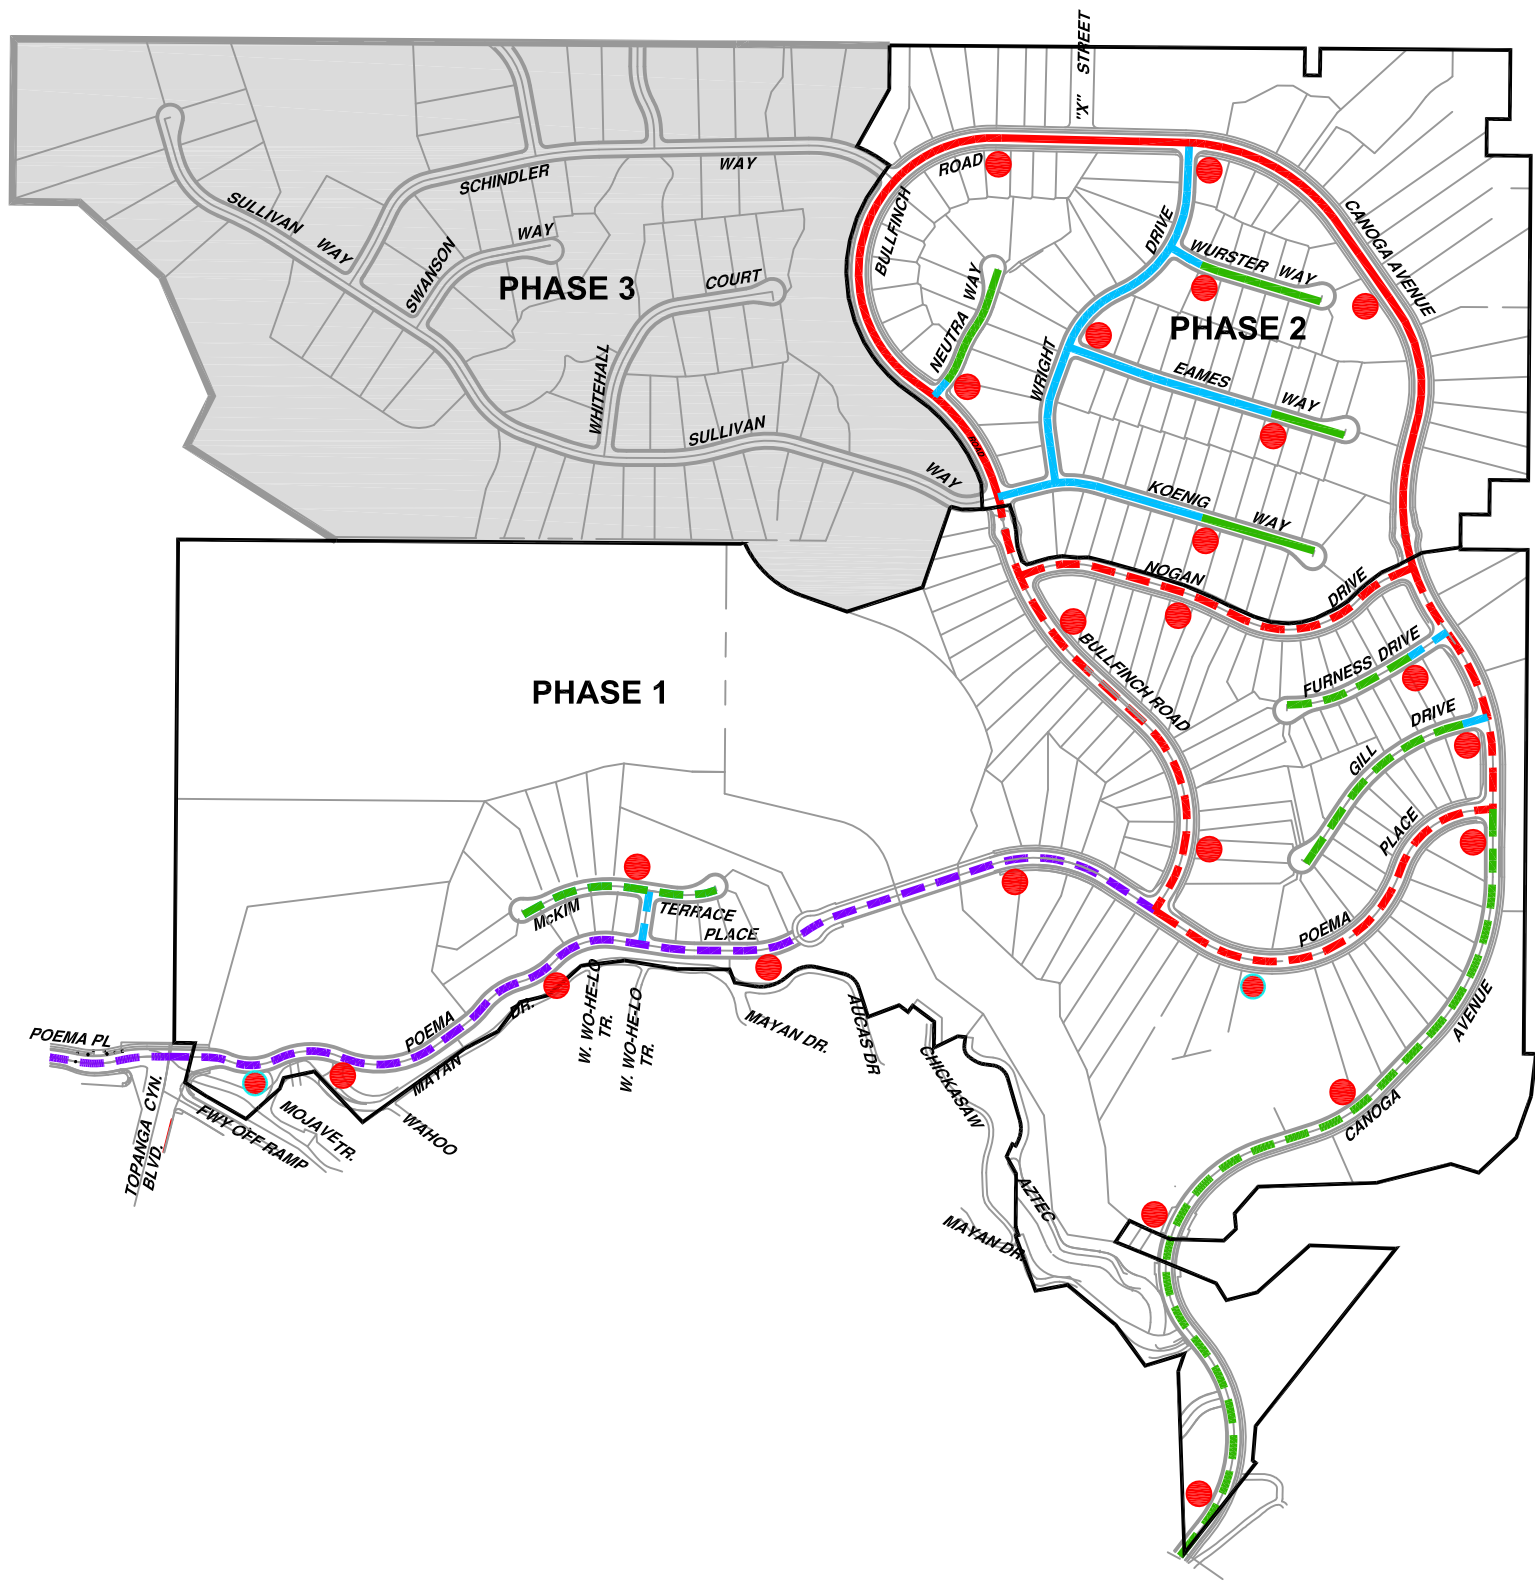 "X" STREET
ROAD
BULLFINCH
CANOGA AVENUE
SCHINDLER
WAY
SULLIVAN
WAY
SWANSON
WAY
PHASE 3
COURT
WHITEHALL
SULLIVAN
WAY
NEUTRA WAY
DRIVE
WRIGHT
WURSTER WAY
PHASE 2
EAMES
WAY
ROAD
KOENIG
WAY
NOGAN
DRIVE
BULLFINCH ROAD
FURNESS DRIVE
GILL
DRIVE
PLACE
POEMA
PHASE 1
McKIM
TERRACE
PLACE
POEMA
POEMA PL
MAYAN
DR.
W. WO-HE-LO
TR.
W. WO-HE-LO
TR.
MAYAN DR.
AUCAS DR
CHICKASAW
AZTEC
MAYAN DR.
WAHOO
MOJAVE TR.
FWY OFF RAMP
TOPANGA CYN.
BLVD.
CANOGA
AVENUE